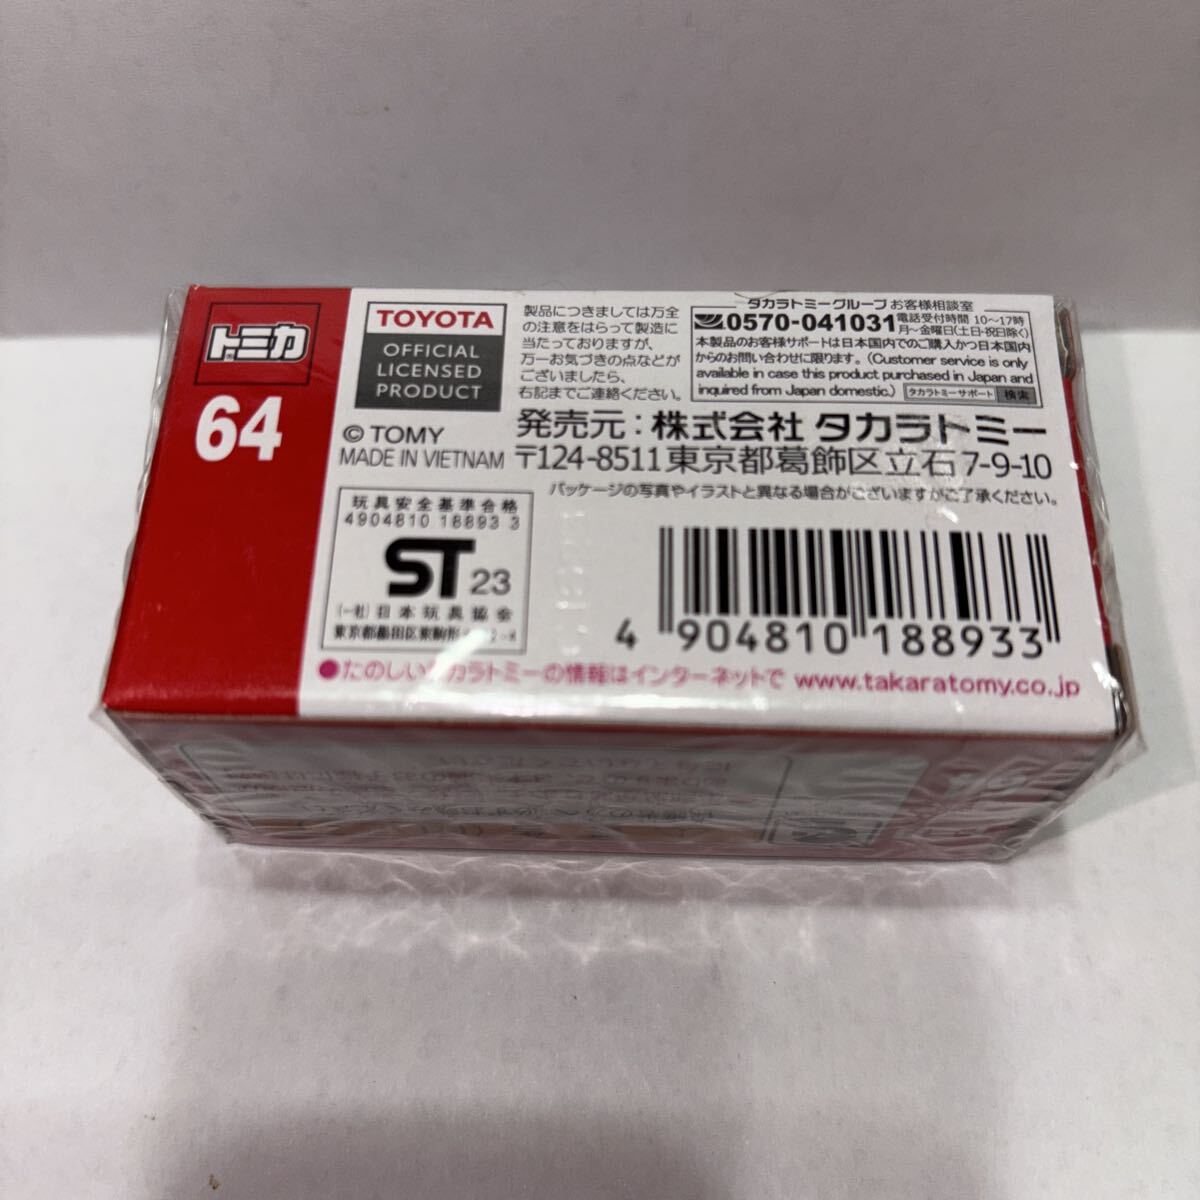 トミカ
64
TOYOTA
OFFICIAL
LICENSED
PRODUCT
© TOMY
MADE IN VIETNAM
製品につきましては万全
の注意をはらって製造に
当たっておりますが、
万一お気づきの点などが
ございましたら、
右記までご連絡ください。
タカラトミーグループ お客様相談室
0570-041031 電話受付時間 10〜17時
月〜金曜日(土日・祝日除く)
本製品のお客様サポートは日本国内でのご購入かつ日本国内
からのお問い合わせに限ります。(Customer service is only
available in case this product purchased in Japan and
inquired from Japan domestic.) タカラトミーサポート 検索
発売元:株式会社 タカラトミー
〒124-8511 東京都葛飾区立石7-9-10
パッケージの写真やイラストと異なる場合がございますがご了承ください。
玩具安全基準合格
4904810 18893 3
ST 23
(一社)日本玩具協会
4 904810 188933
www.takaratomy.co.jp